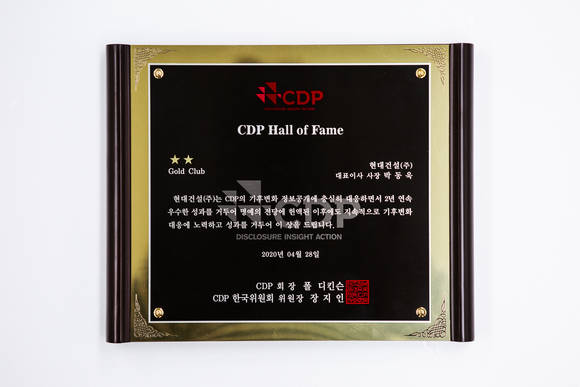 CDP
CDP Hall of Fame
Gold Club
현대건설(주)
대표이사 사장 박 동 욱
현대건설(주)는 CDP의 기후변화 정보공개에 충실히 대응하면서 2년 연속
우수한 성과를 거두어 명예의 전당에 헌액된 이후에도 지속적으로 기후변화
대응에 노력하고 성과를 거두어 이 상을 드립니다.
CDP
DISCLOSURE INSIGHT ACTION
2020년 04월 28일
CDP 회 장 폴 디킨슨
CDP 한국위원회 위원장 장 지 인